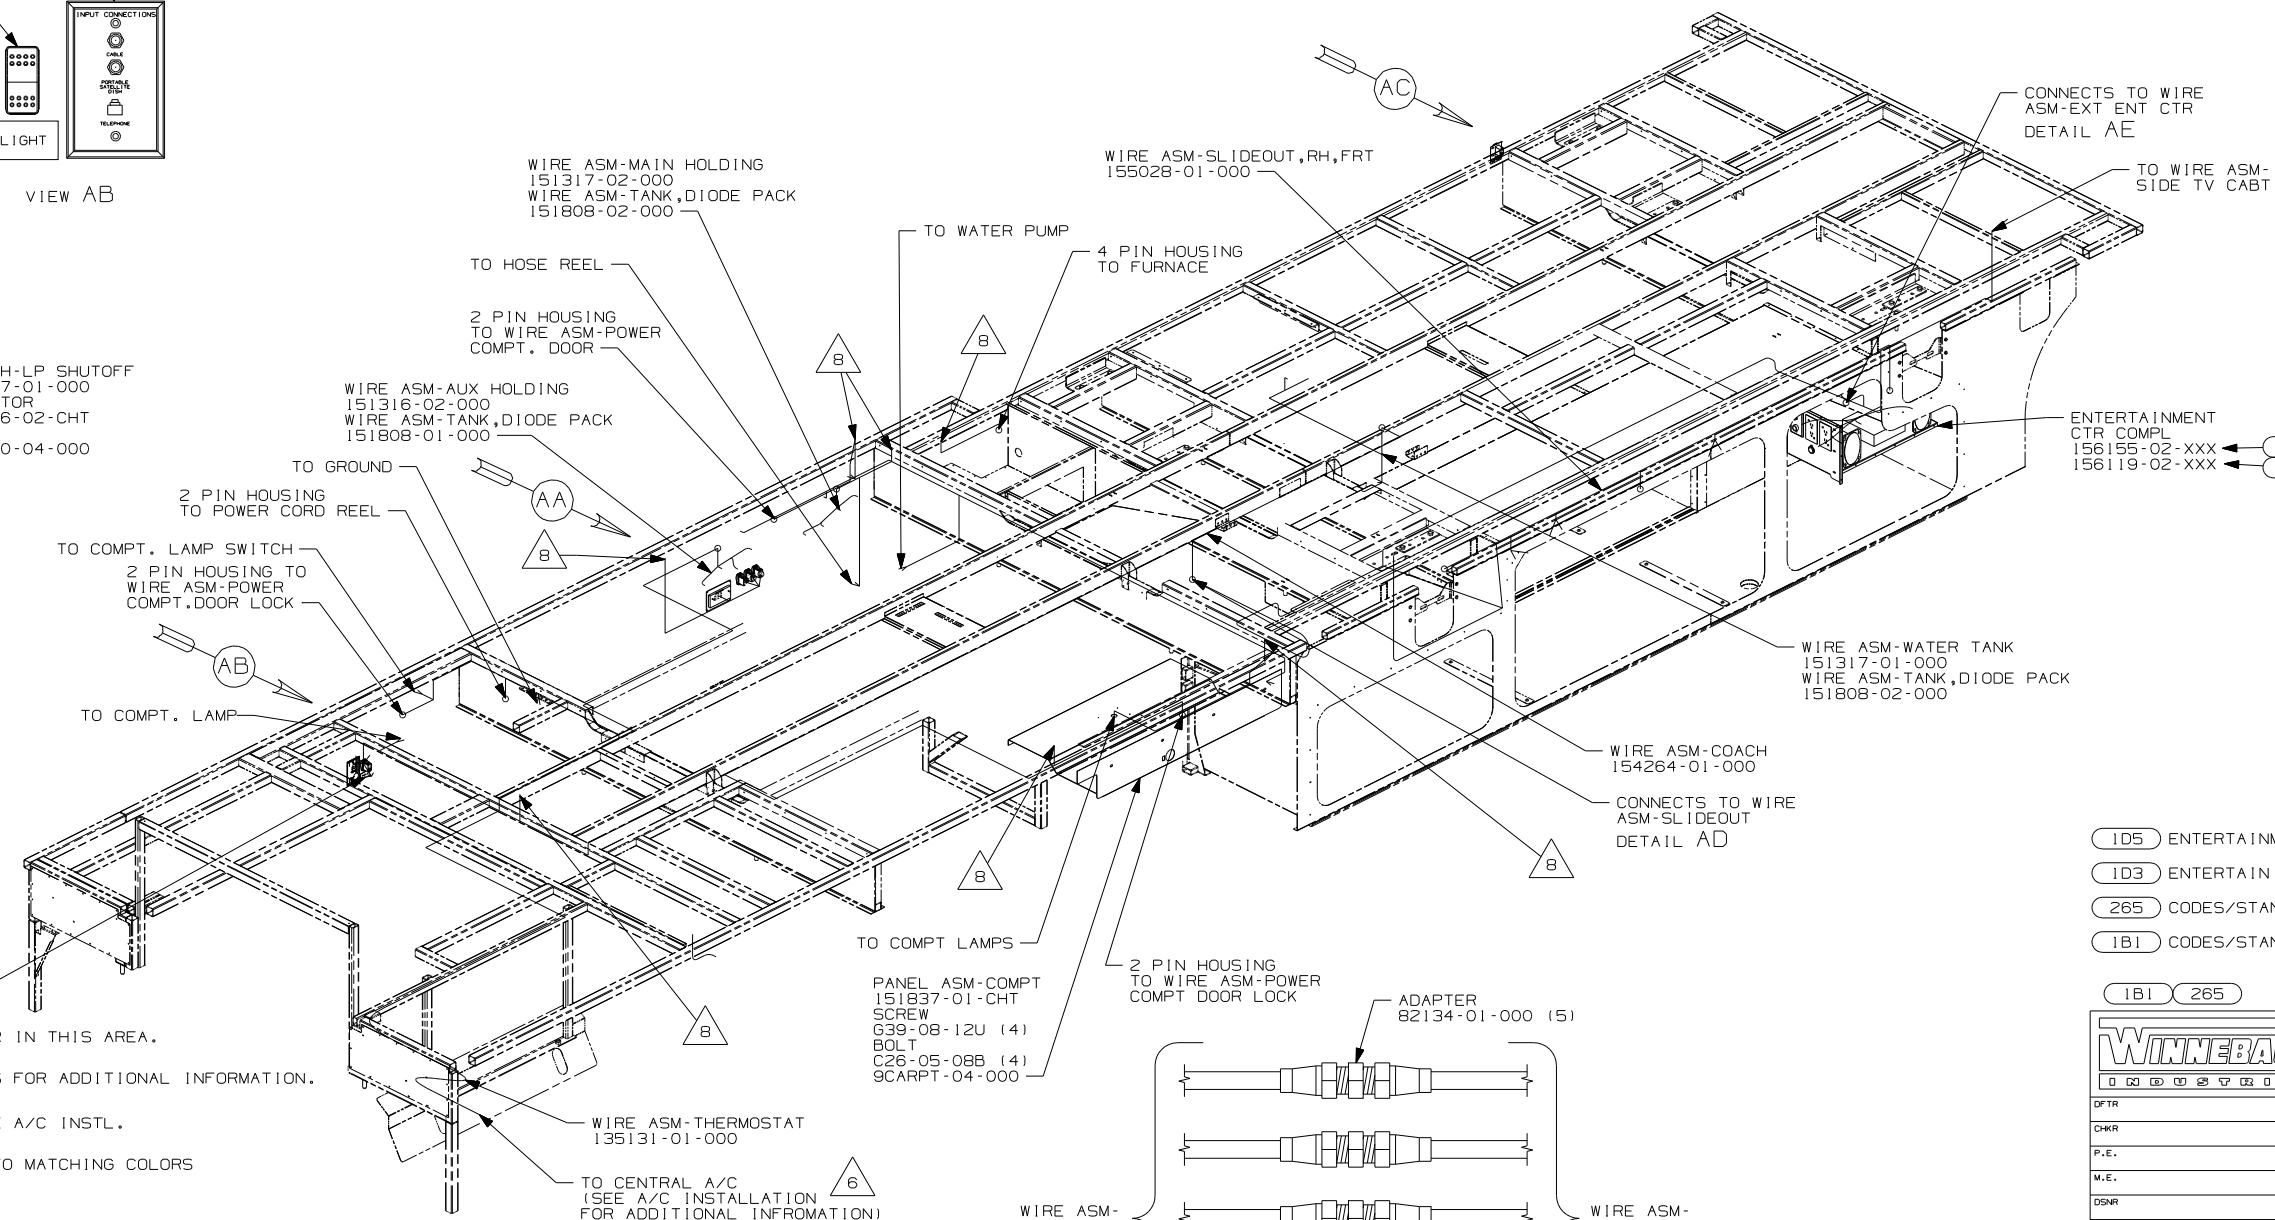 INPUT CONNECTIONS
CABLE
PORTABLE
SATELLITE
DISH
TELEPHONE
LIGHT
VIEW AB
H-LP SHUTOFF
7-01-000
TOR
6-02-CHT
0-04-000
WIRE ASM-MAIN HOLDING
151317-02-000
WIRE ASM-TANK,DIODE PACK
151808-02-000
TO HOSE REEL
2 PIN HOUSING
TO WIRE ASM-POWER
COMPT. DOOR
WIRE ASM-AUX HOLDING
151316-02-000
WIRE ASM-TANK,DIODE PACK
151808-01-000
TO GROUND
2 PIN HOUSING
TO POWER CORD REEL
TO COMPT. LAMP SWITCH
2 PIN HOUSING TO
WIRE ASM-POWER
COMPT.DOOR LOCK
TO COMPT. LAMP
AA
AB
AC
8
8
8
8
8
8
6
TO WATER PUMP
4 PIN HOUSING
TO FURNACE
WIRE ASM-SLIDEOUT,RH,FRT
155028-01-000
CONNECTS TO WIRE
ASM-EXT ENT CTR
DETAIL AE
TO WIRE ASM-
SIDE TV CABT
ENTERTAINMENT
CTR COMPL
156155-02-XXX
156119-02-XXX
WIRE ASM-WATER TANK
151317-01-000
WIRE ASM-TANK,DIODE PACK
151808-02-000
WIRE ASM-COACH
154264-01-000
CONNECTS TO WIRE
ASM-SLIDEOUT
DETAIL AD
TO COMPT LAMPS
PANEL ASM-COMPT
151837-01-CHT
SCREW
G39-08-12U (4)
BOLT
C26-05-08B (4)
9CARPT-04-000
2 PIN HOUSING
TO WIRE ASM-POWER
COMPT DOOR LOCK
ADAPTER
82134-01-000 (5)
WIRE ASM-
WIRE ASM-
WIRE ASM-THERMOSTAT
135131-01-000
TO CENTRAL A/C
(SEE A/C INSTALLATION
FOR ADDITIONAL INFROMATION)
R IN THIS AREA.
S FOR ADDITIONAL INFORMATION.
A/C INSTL.
TO MATCHING COLORS
1D5 ENTERTAINM
1D3 ENTERTAIN
265 CODES/STAN
1B1 CODES/STAN
1B1 265
WINNEBA
INDUSTRI
DFTR
CHKR
P.E.
M.E.
DSNR